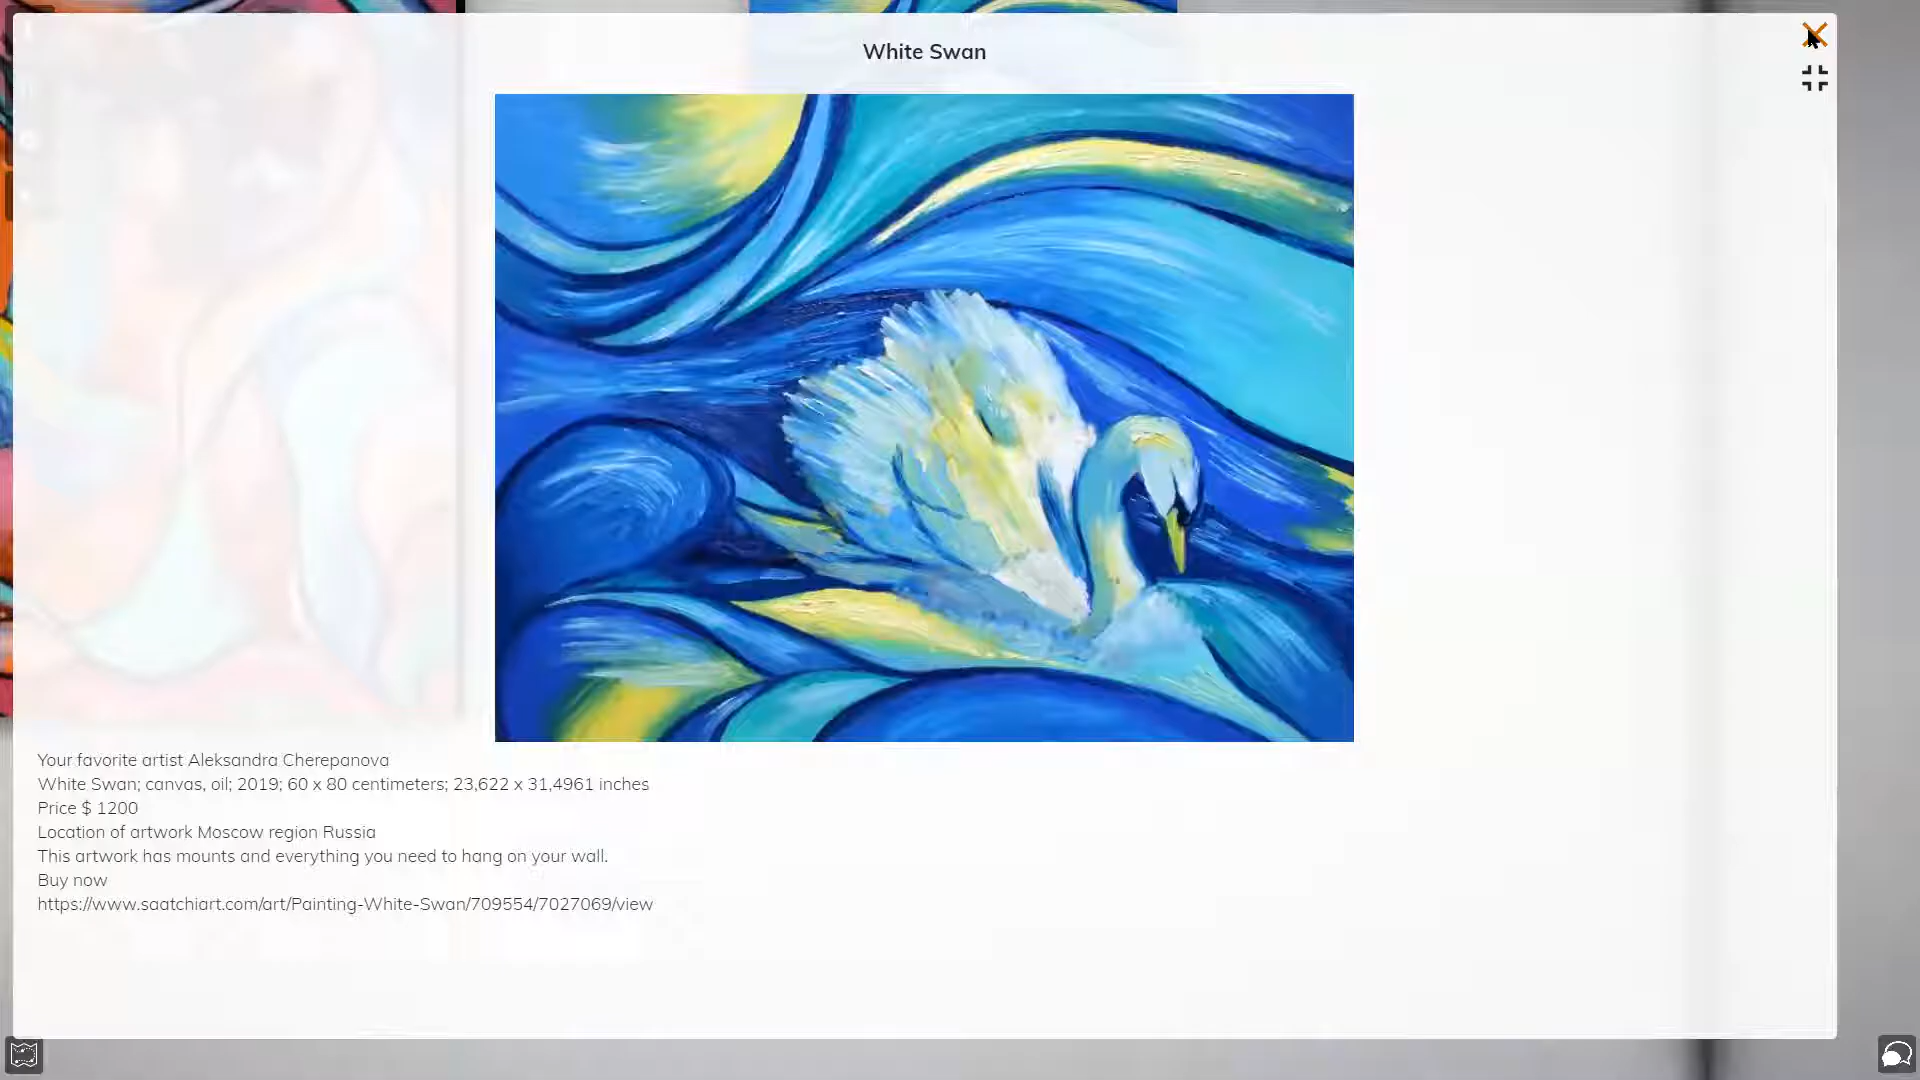 White Swan
Your favorite artist Aleksandra Cherepanova
White Swan; canvas, oil; 2019; 60 x 80 centimeters; 23,622 x 31,4961 inches
Price $ 1200
Location of artwork Moscow region Russia
This artwork has mounts and everything you need to hang on your wall.
Buy now
https://www.saatchiart.com/art/Painting-White-Swan/709554/7027069/view